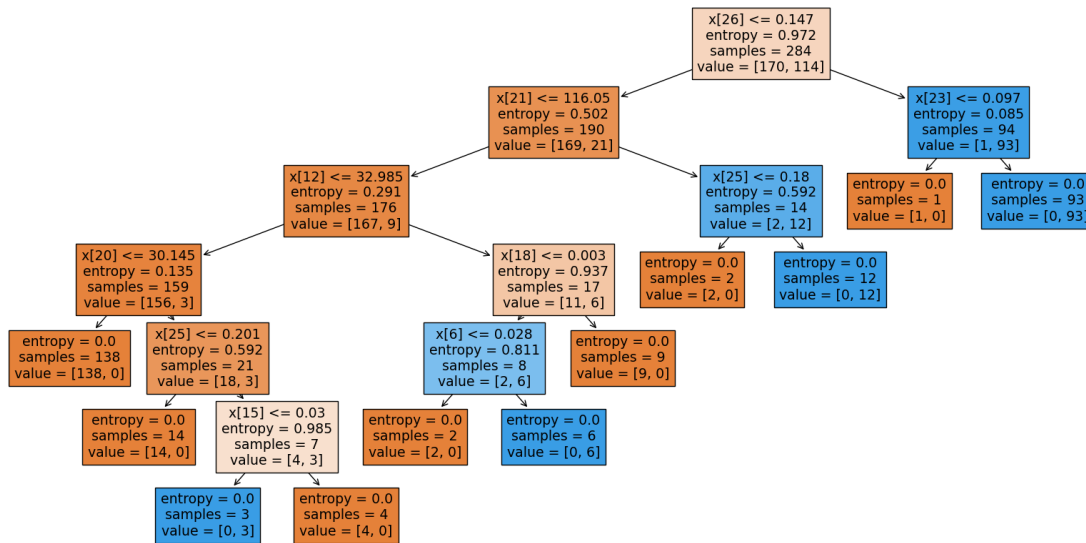 x[26] <= 0.147
entropy = 0.972
samples = 284
value = [170, 114]
x[21] <= 116.05
entropy = 0.502
samples = 190
value = [169, 21]
x[23] <= 0.097
entropy = 0.085
samples = 94
value = [1, 93]
x[12] <= 32.985
entropy = 0.291
samples = 176
value = [167, 9]
x[25] <= 0.18
entropy = 0.592
samples = 14
value = [2, 12]
entropy = 0.0
samples = 1
value = [1, 0]
entropy = 0.0
samples = 93
value = [0, 93]
x[20] <= 30.145
entropy = 0.135
samples = 159
value = [156, 3]
x[18] <= 0.003
entropy = 0.937
samples = 17
value = [11, 6]
entropy = 0.0
samples = 2
value = [2, 0]
entropy = 0.0
samples = 12
value = [0, 12]
entropy = 0.0
samples = 138
value = [138, 0]
x[25] <= 0.201
entropy = 0.592
samples = 21
value = [18, 3]
x[6] <= 0.028
entropy = 0.811
samples = 8
value = [2, 6]
entropy = 0.0
samples = 9
value = [9, 0]
entropy = 0.0
samples = 14
value = [14, 0]
x[15] <= 0.03
entropy = 0.985
samples = 7
value = [4, 3]
entropy = 0.0
samples = 2
value = [2, 0]
entropy = 0.0
samples = 6
value = [0, 6]
entropy = 0.0
samples = 3
value = [0, 3]
entropy = 0.0
samples = 4
value = [4, 0]